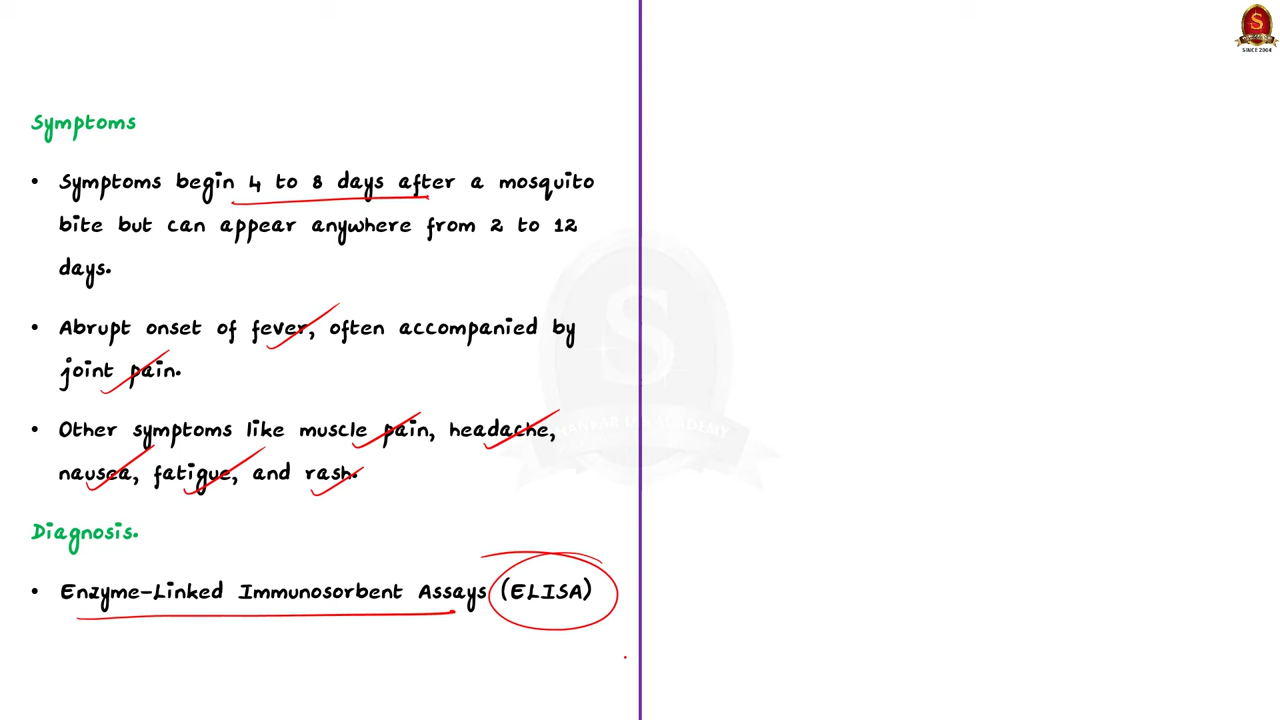 S
SINCE 2004
Symptoms
• Symptoms begin 4 to 8 days after a mosquito
bite but can appear anywhere from 2 to 12
days.
• Abrupt onset of fever, often accompanied by
joint pain.
• Other symptoms like muscle pain, headache,
nausea, fatigue, and rash.
Diagnosis.
• Enzyme-Linked Immunosorbent Assays (ELISA)
S